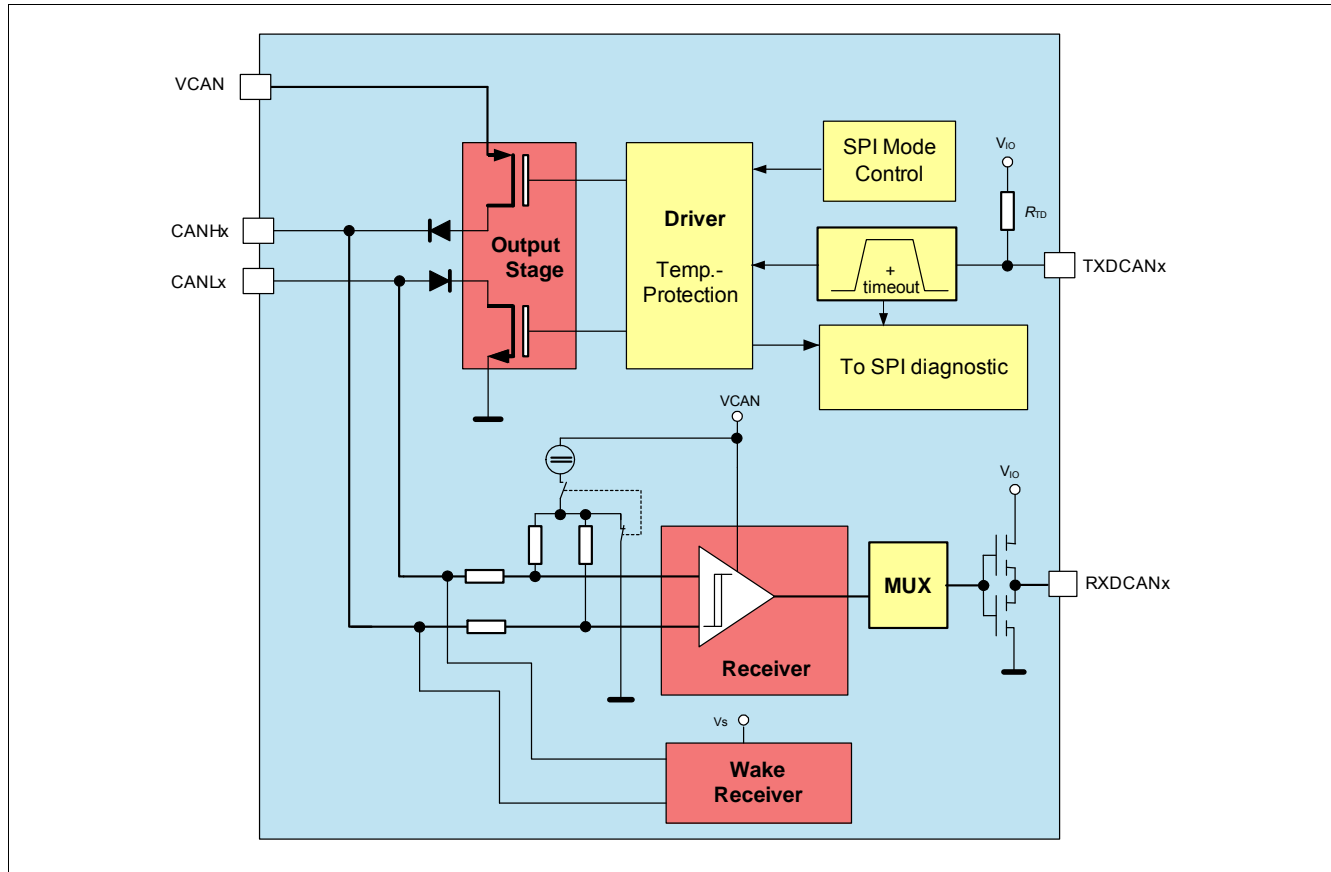 VCAN
CANHx
CANLx
Output
Stage
Driver
Temp.-
Protection
SPI Mode
Control
+
timeout
To SPI diagnostic
VIO
RTD
TXDCANx
VCAN
Receiver
MUX
VIO
RXDCANx
Vs
Wake
Receiver